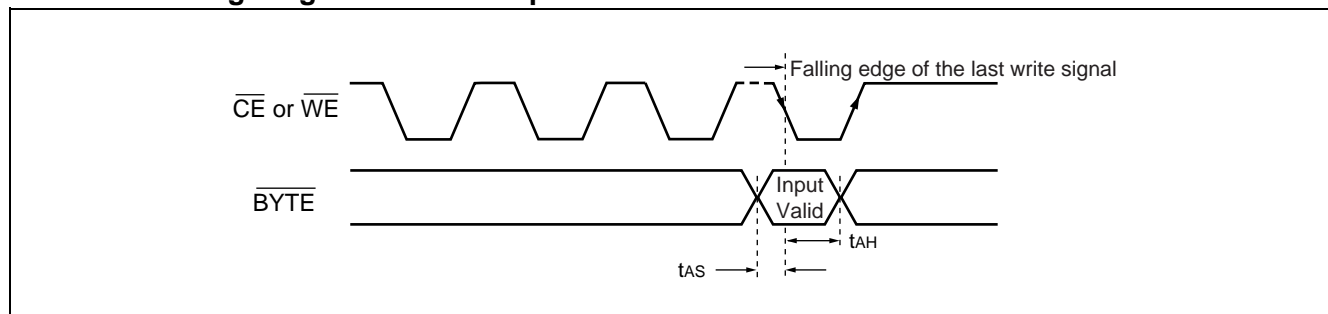 Falling edge of the last write signal
CE or WE
BYTE
Input
Valid
tAH
tAS